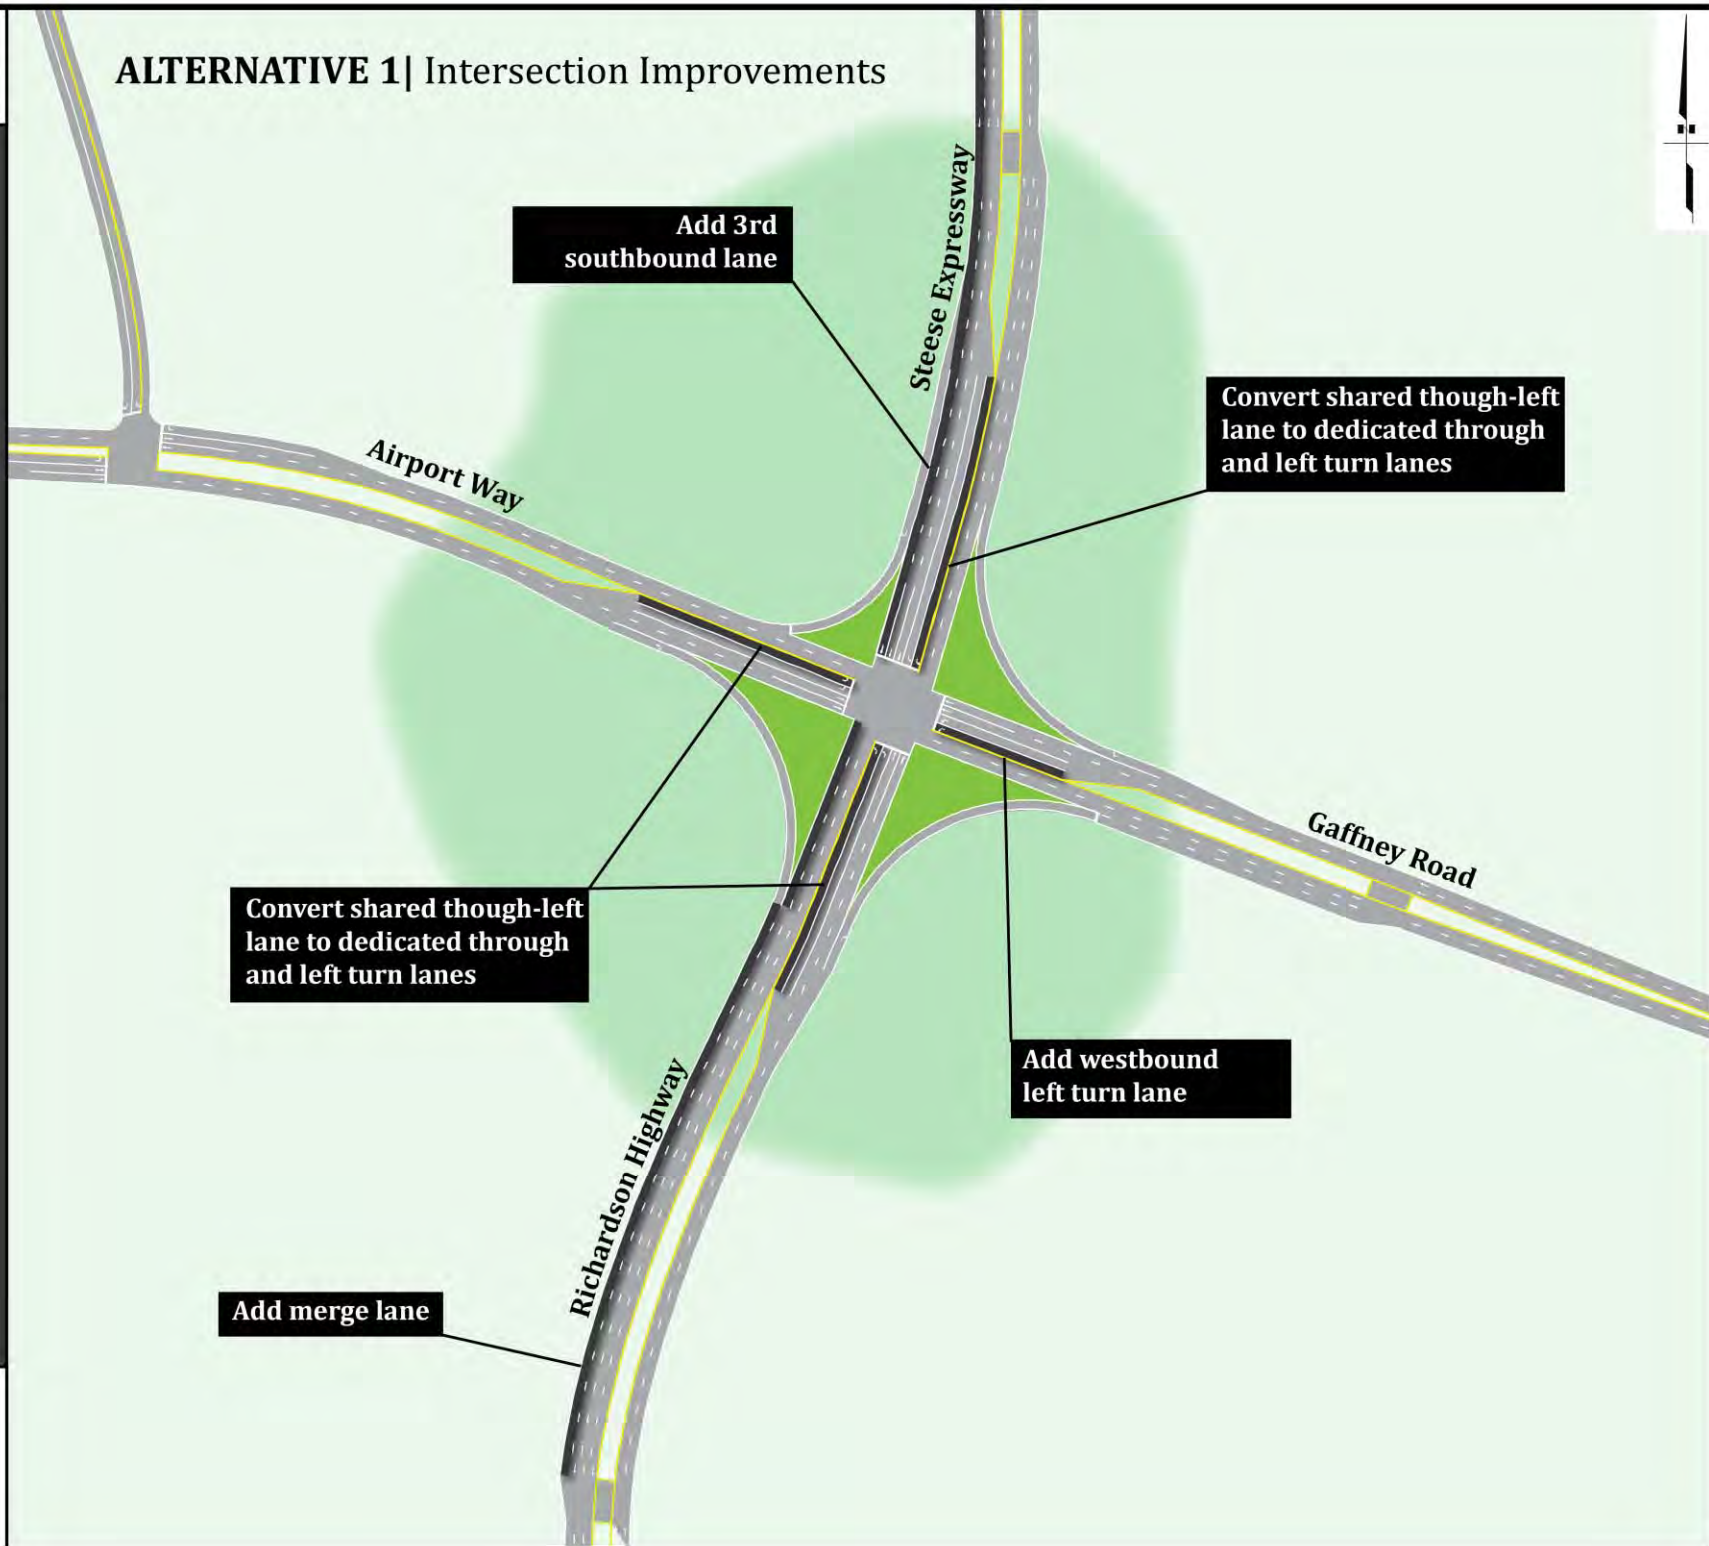 ALTERNATIVE 1| Intersection Improvements
N
Add 3rd
southbound lane
Steese Expressway
Convert shared though-left
lane to dedicated through
and left turn lanes
Airport Way
Gaffney Road
Convert shared though-left
lane to dedicated through
and left turn lanes
Add westbound
left turn lane
Richardson Highway
Add merge lane